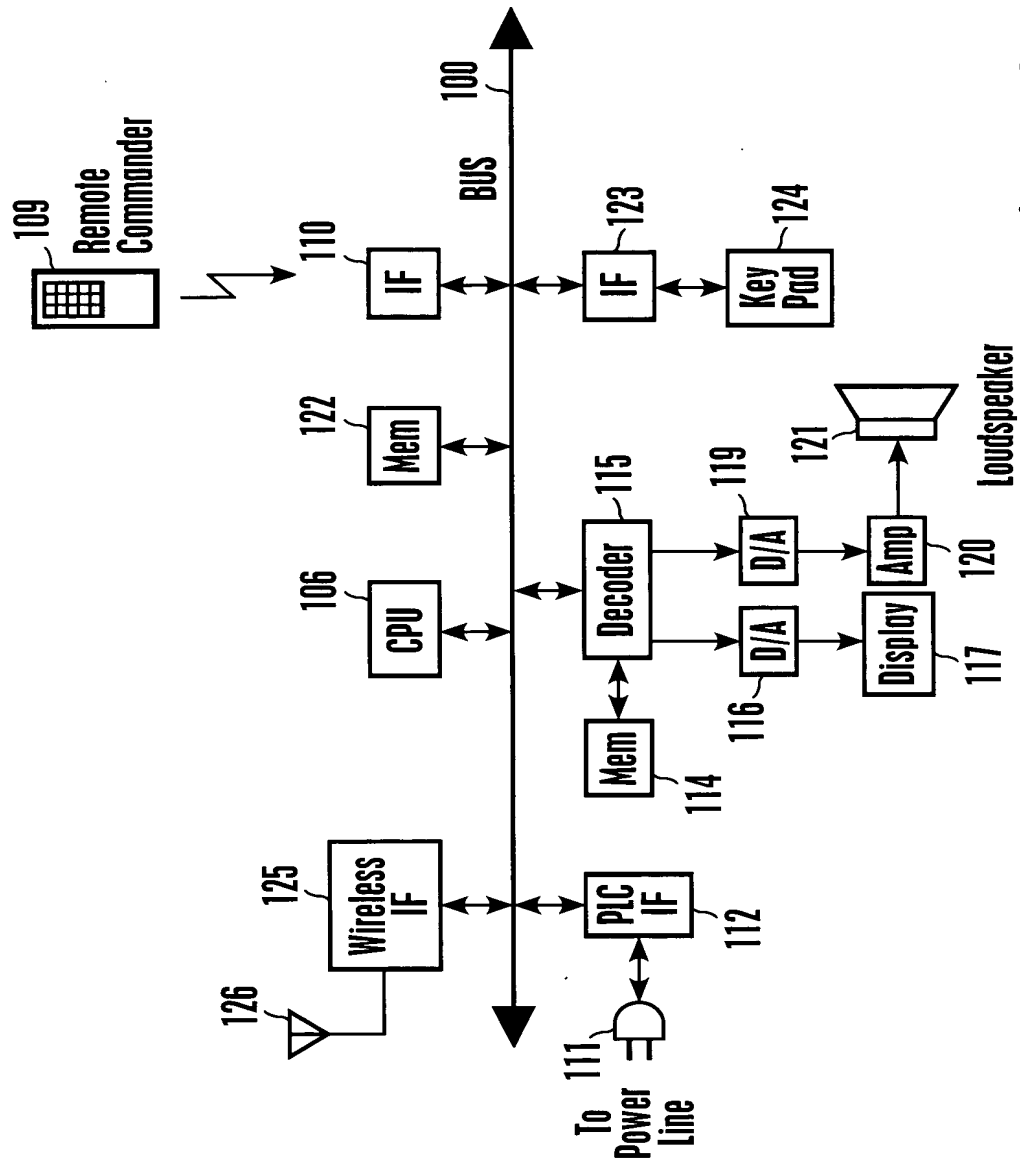 109
Remote
Commander
126
125
Wireless
IF
106
CPU
122
Mem
110
IF
BUS
100
To
Power
Line
111
PLC
IF
112
Mem
114
Decoder
115
D/A
116
D/A
119
Display
117
Amp
120
121
Loudspeaker
IF
123
Key
Pad
124